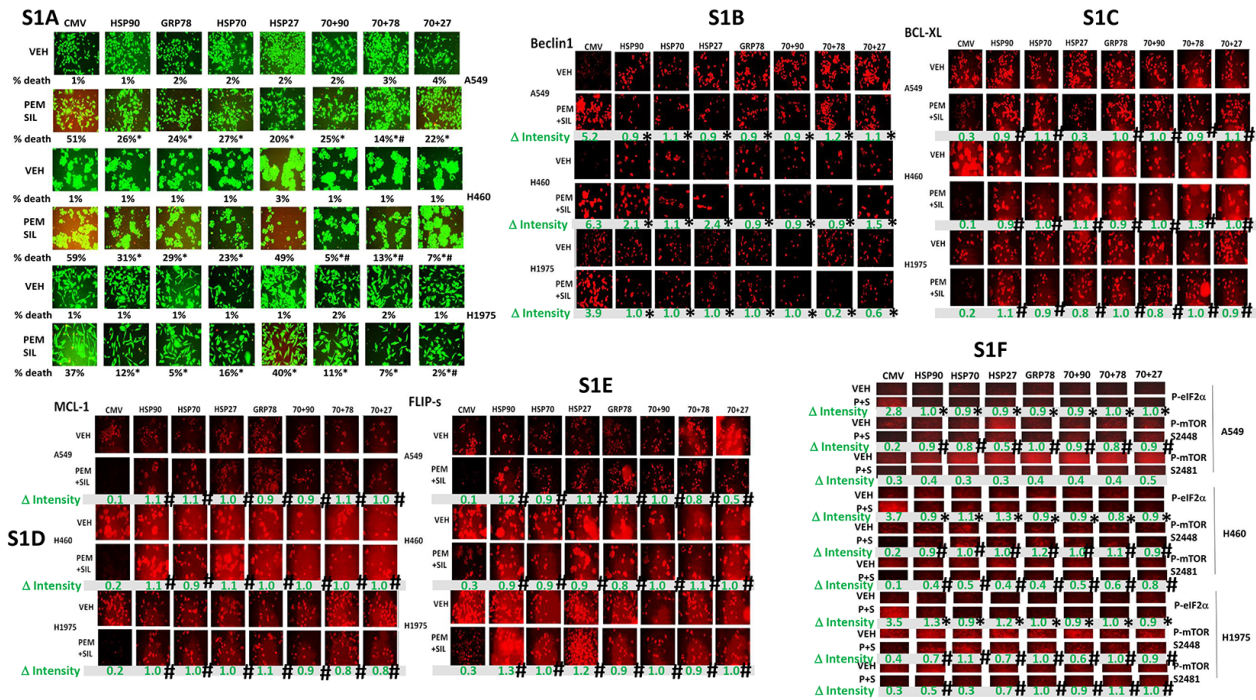 S1A
CMV HSP90 GRP78 HSP70 HSP27 70+90 70+78 70+27
VEH
% death 1% 1% 2% 2% 2% 2% 3% 4% A549
PEM
SIL
% death 51% 26%* 24%* 27%* 20%* 25%* 14%*# 22%*
VEH
% death 1% 1% 1% 1% 3% 1% 1% 1% H460
PEM
SIL
% death 59% 31%* 29%* 23%* 49% 5%*# 13%*# 7%*#
VEH
% death 1% 1% 1% 1% 1% 2% 2% 1% H1975
PEM
SIL
% death 37% 12%* 5%* 16%* 40%* 11%* 7%* 2%*#
S1B
Beclin1
CMV HSP90 HSP70 HSP27 GRP78 70+90 70+78 70+27
VEH
A549
PEM
+SIL
Δ Intensity 5.2 0.9* 1.1* 0.9* 0.9* 0.9* 1.2* 1.1*
VEH
H460
PEM
+SIL
Δ Intensity 6.3 2.1* 1.1* 2.4* 0.9* 0.9* 0.9* 1.5*
VEH
H1975
PEM
+SIL
Δ Intensity 3.9 1.0* 1.0* 1.0* 1.0* 1.0* 0.2* 0.6*
S1C
BCL-XL
CMV HSP90 HSP70 HSP27 GRP78 70+90 70+78 70+27
VEH
A549
PEM
+SIL
0.3 0.9# 1.1# 0.3 1.0# 1.0# 0.9# 1.1#
VEH
H460
PEM
+SIL
0.1 0.9# 1.0# 1.1# 0.9# 1.0# 1.3# 1.0#
VEH
H1975
PEM
+SIL
0.2 1.1# 0.9# 0.8# 1.0# 0.8# 1.0# 0.9#
S1D
MCL-1
CMV HSP90 HSP70 HSP27 GRP78 70+90 70+78 70+27
VEH
A549
PEM
+SIL
Δ Intensity 0.1 1.1# 1.1# 1.0# 0.9# 0.9# 1.1# 1.0#
VEH
H460
PEM
+SIL
Δ Intensity 0.2 1.1# 0.9# 1.1# 1.0# 1.0# 1.0# 1.0#
VEH
H1975
PEM
+SIL
Δ Intensity 0.2 1.0# 1.0# 1.0# 1.1# 0.9# 0.8# 0.8#
S1E
FLIP-s
CMV HSP90 HSP70 HSP27 GRP78 70+90 70+78 70+27
VEH
A549
PEM
+SIL
0.1 1.2# 0.9# 1.1# 1.1# 1.0# 0.8# 0.5#
VEH
H460
PEM
+SIL
0.3 0.9# 0.9# 0.9# 0.8# 1.0# 1.1# 1.0#
VEH
H1975
PEM
+SIL
0.3 1.3# 1.0# 1.2# 0.9# 1.0# 0.9# 1.0#
S1F
CMV HSP90 HSP70 HSP27 GRP78 70+90 70+78 70+27
VEH
P+S P-eIF2α
Δ Intensity 2.8 1.0* 0.9* 0.9* 0.9* 0.9* 1.0* 1.0*
VEH P-mTOR
P+S S2448
Δ Intensity 0.2 0.9# 0.8# 0.5# 1.0# 0.9# 0.8# 0.9#
A549
VEH P-mTOR
P+S S2481
Δ Intensity 0.3 0.4 0.3 0.3 0.4 0.4 0.4 0.5
VEH
P+S P-eIF2α
Δ Intensity 3.7 0.9* 1.1* 1.3* 0.9* 0.9* 0.8* 0.9*
VEH P-mTOR
P+S S2448
Δ Intensity 0.2 0.9# 1.0# 1.0# 1.2# 1.0# 1.1# 0.9#
H460
VEH P-mTOR
P+S S2481
Δ Intensity 0.1 0.4# 0.5# 0.4# 0.4# 0.5# 0.6# 0.8#
VEH
P+S P-eIF2α
Δ Intensity 3.5 1.3* 0.9* 1.2* 1.0* 0.9* 1.0* 0.9*
VEH P-mTOR
P+S S2448
Δ Intensity 0.4 0.7# 1.1# 0.7# 1.0# 0.6# 1.0# 0.9#
H1975
VEH P-mTOR
P+S S2481
Δ Intensity 0.3 0.5# 0.3 0.7# 1.0# 0.9# 1.1# 1.0#